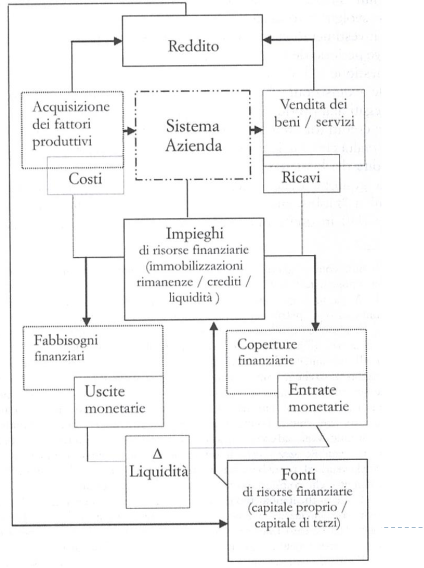 Reddito
Acquisizione
dei fattori
produttivi
Costi
Sistema
Azienda
Vendita dei
beni / servizi
Ricavi
Impieghi
di risorse finanziarie
(immobilizzazioni
rimanenze / crediti /
liquidità )
Fabbisogni
finanziari
Uscite
monetarie
Coperture
finanziarie
Entrate
monetarie
Δ
Liquidità
Fonti
di risorse finanziarie
(capitale proprio /
capitale di terzi)